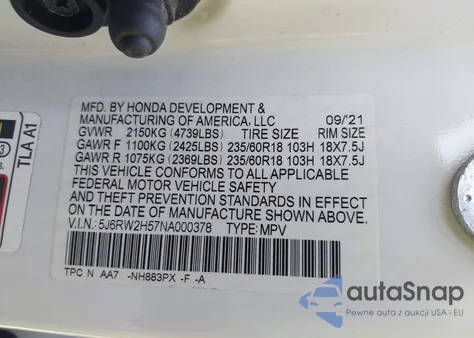 MFD. BY HONDA DEVELOPMENT &
MANUFACTURING OF AMERICA, LLC 09/'21
GVWR 2150KG (4739LBS) TIRE SIZE RIM SIZE
GAWR F 1100KG (2425LBS) 235/60R18 103H 18X7.5J
GAWR R 1075KG (2369LBS) 235/60R18 103H 18X7.5J
THIS VEHICLE CONFORMS TO ALL APPLICABLE
FEDERAL MOTOR VEHICLE SAFETY
AND THEFT PREVENTION STANDARDS IN EFFECT
ON THE DATE OF MANUFACTURE SHOWN ABOVE.
V.I.N.: 5J6RW2H57NA000378 TYPE: MPV
TPC N AA7 -NH883PX -F -A
TLA A1
3
autoSnap
Pewne auta z aukcji USA i EU